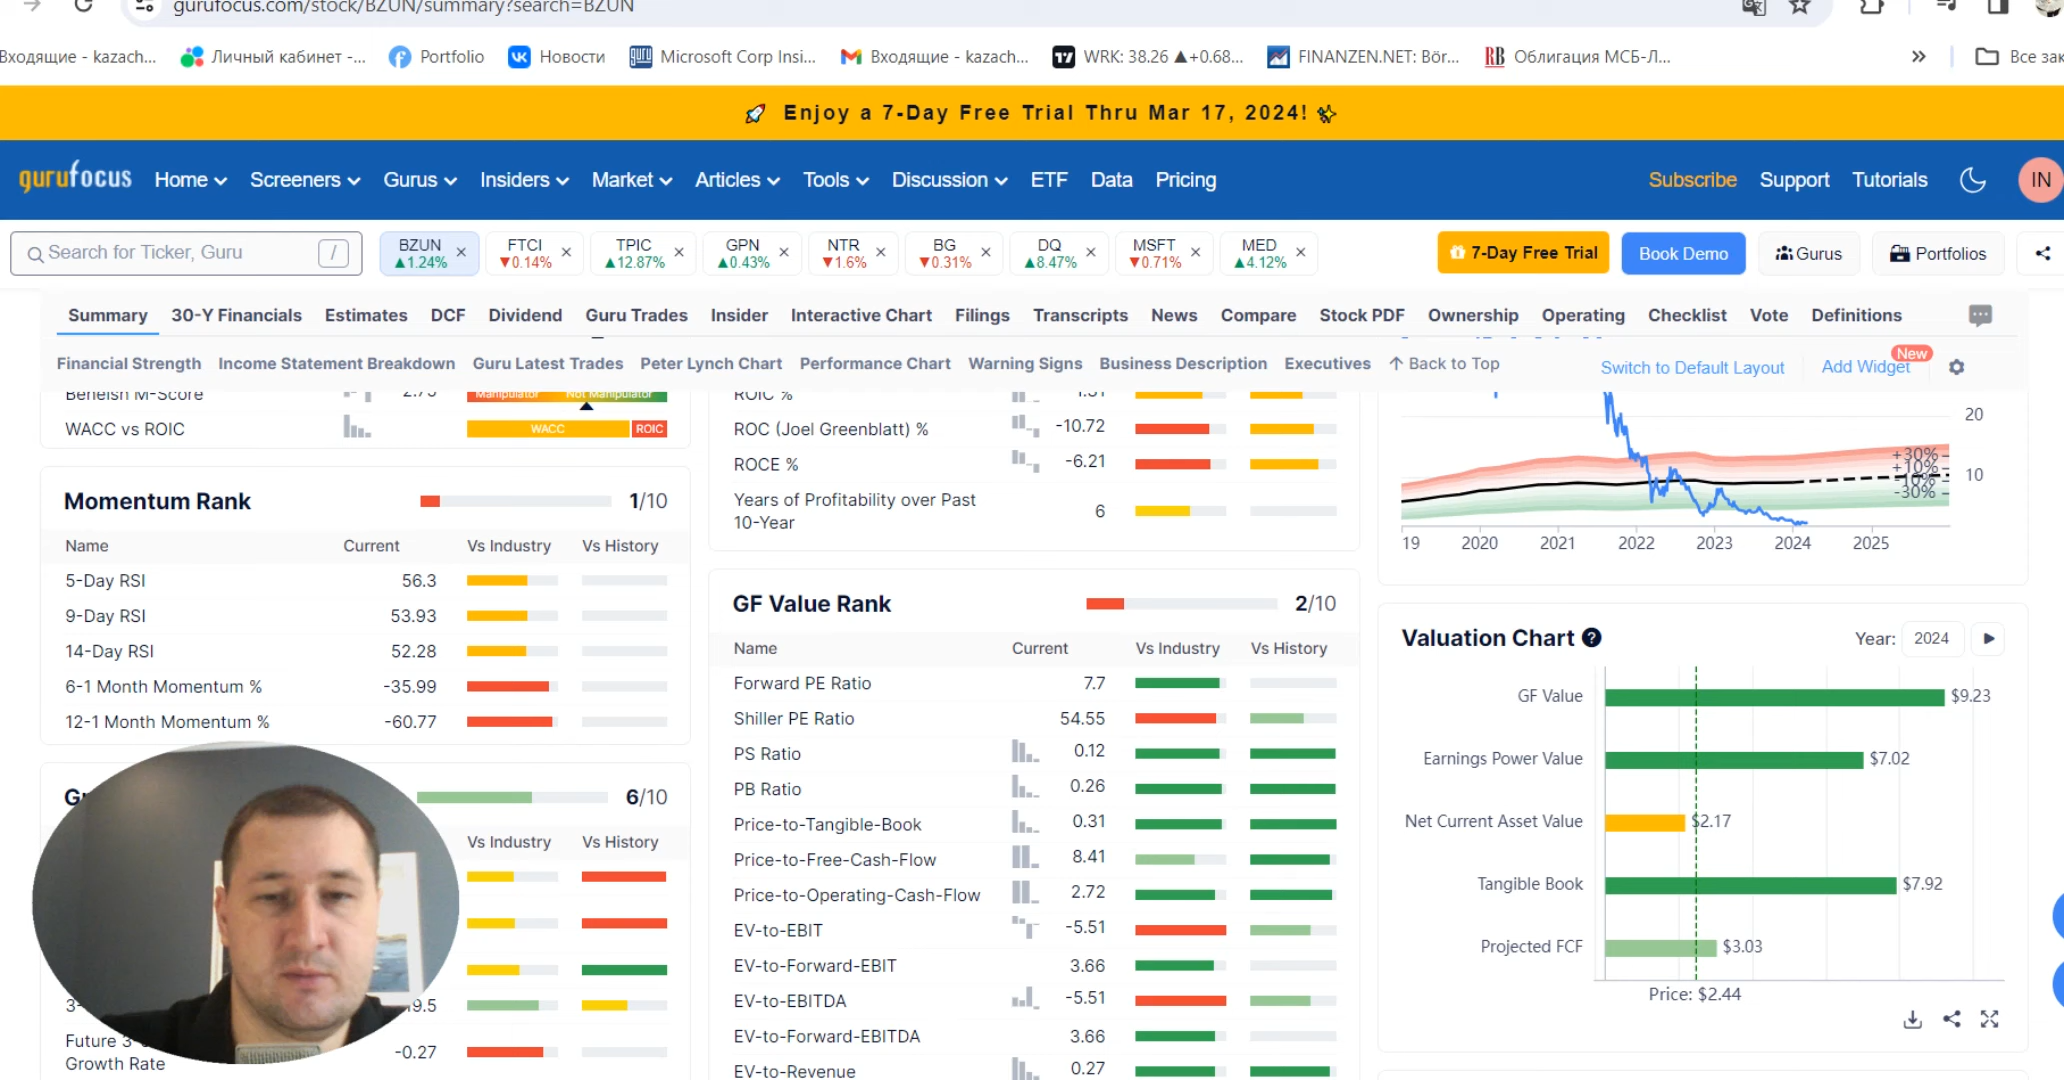 gurufocus.com/stock/BZUN/summary?search=BZUN
Входящие - kazach...
Личный кабинет -...
Portfolio
Новости
Microsoft Corp Insi...
Входящие - kazach...
WRK: 38.26 ▲+0.68...
FINANZEN.NET: Bör...
Облигация МСБ-Л...
»
Все зак
Enjoy a 7-Day Free Trial Thru Mar 17, 2024!
gurufocus
Home
Screeners
Gurus
Insiders
Market
Articles
Tools
Discussion
ETF
Data
Pricing
Subscribe
Support
Tutorials
IN
Search for Ticker, Guru
/
BZUN ▲1.24%
FTCI ▼0.14%
TPIC ▲12.87%
GPN ▲0.43%
NTR ▼1.6%
BG ▼0.31%
DQ ▲8.47%
MSFT ▼0.71%
MED ▲4.12%
7-Day Free Trial
Book Demo
Gurus
Portfolios
Summary
30-Y Financials
Estimates
DCF
Dividend
Guru Trades
Insider
Interactive Chart
Filings
Transcripts
News
Compare
Stock PDF
Ownership
Operating
Checklist
Vote
Definitions
Financial Strength
Income Statement Breakdown
Guru Latest Trades
Peter Lynch Chart
Performance Chart
Warning Signs
Business Description
Executives
Back to Top
Switch to Default Layout
Add Widget
New
Beneish M-Score
Manipulator
Not Manipulator
WACC vs ROIC
WACC
ROIC
Momentum Rank
1/10
Name Current Vs Industry Vs History
5-Day RSI 56.3
9-Day RSI 53.93
14-Day RSI 52.28
6-1 Month Momentum % -35.99
12-1 Month Momentum % -60.77
6/10
Vs Industry Vs History
Future 3-
Growth Rate
-0.27
ROIC %
ROC (Joel Greenblatt) % -10.72
ROCE % -6.21
Years of Profitability over Past
10-Year
6
GF Value Rank
2/10
Name Current Vs Industry Vs History
Forward PE Ratio 7.7
Shiller PE Ratio 54.55
PS Ratio 0.12
PB Ratio 0.26
Price-to-Tangible-Book 0.31
Price-to-Free-Cash-Flow 8.41
Price-to-Operating-Cash-Flow 2.72
EV-to-EBIT -5.51
EV-to-Forward-EBIT 3.66
EV-to-EBITDA -5.51
EV-to-Forward-EBITDA 3.66
EV-to-Revenue 0.27
20
10
+30%
+10%
-10%
-30%
19 2020 2021 2022 2023 2024 2025
Valuation Chart
Year: 2024
GF Value $9.23
Earnings Power Value $7.02
Net Current Asset Value $2.17
Tangible Book $7.92
Projected FCF $3.03
Price: $2.44